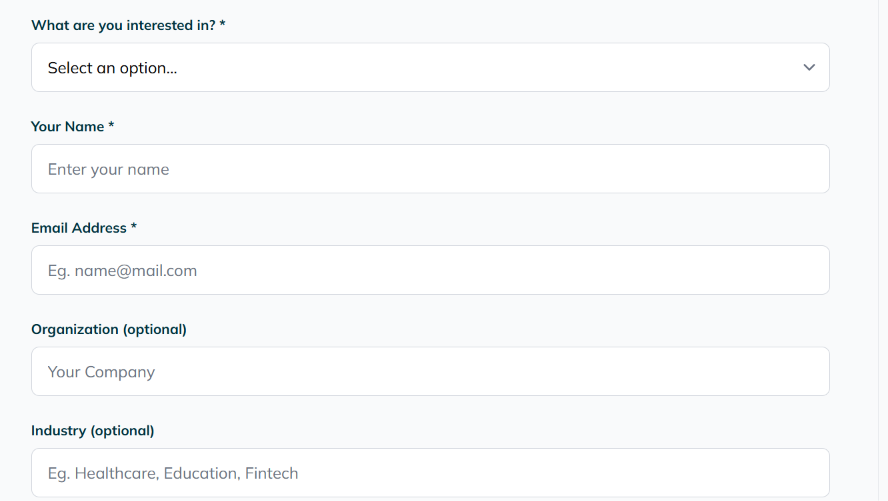 What are you interested in? *
Select an option...
Your Name *
Enter your name
Email Address *
Eg. name@mail.com
Organization (optional)
Your Company
Industry (optional)
Eg. Healthcare, Education, Fintech